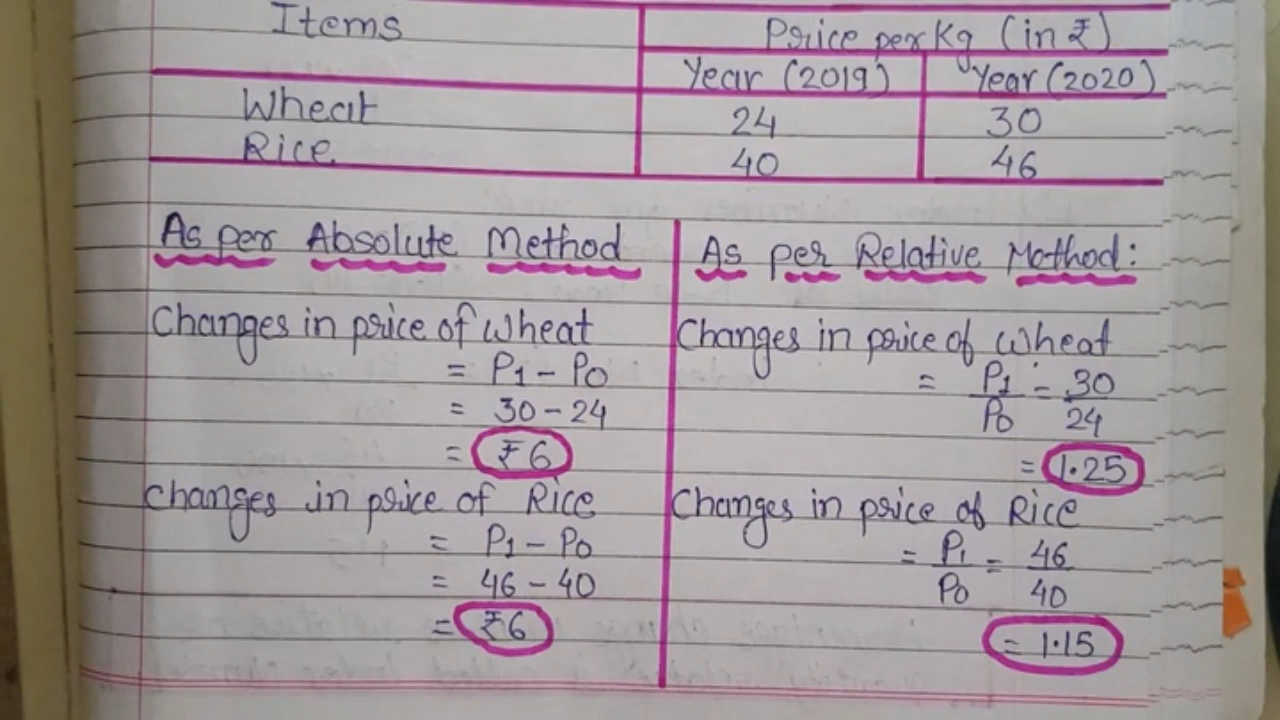 Items Price per Kg (in ₹)
Year (2019) Year (2020)
Wheat 24 30
Rice 40 46
As per Absolute Method
Changes in price of wheat
= P1 - P0
= 30 - 24
= ₹6
Changes in price of Rice
= P1 - P0
= 46 - 40
= ₹6
As per Relative Mothod:
Changes in price of wheat
= P1/P0 = 30/24
= 1.25
Changes in price of Rice
= P1/P0 = 46/40
= 1.15